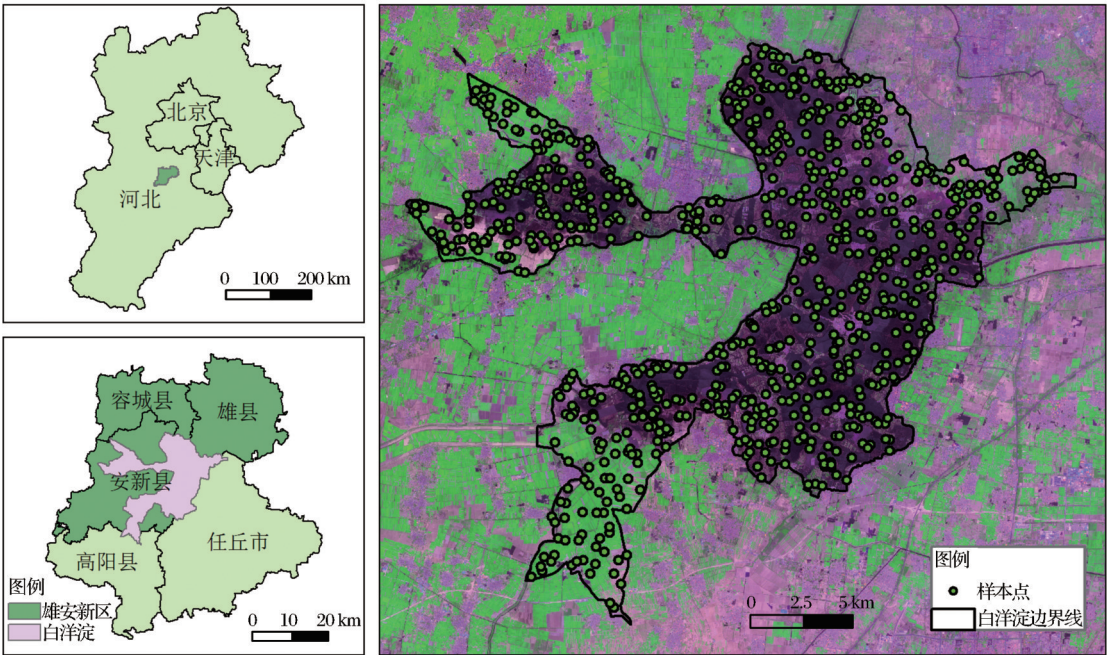 北京
天津
河北
0 100 200 km
容城县
雄县
安新县
任丘市
高阳县
图例
雄安新区
白洋淀
0 10 20 km
图例
样本点
白洋淀边界线
0 2.5 5 km